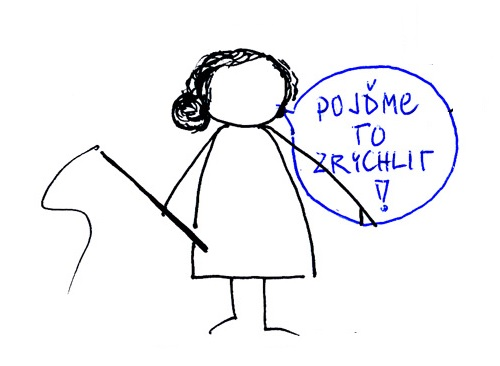 POJĎME
TO
ZRYCHLIT
!